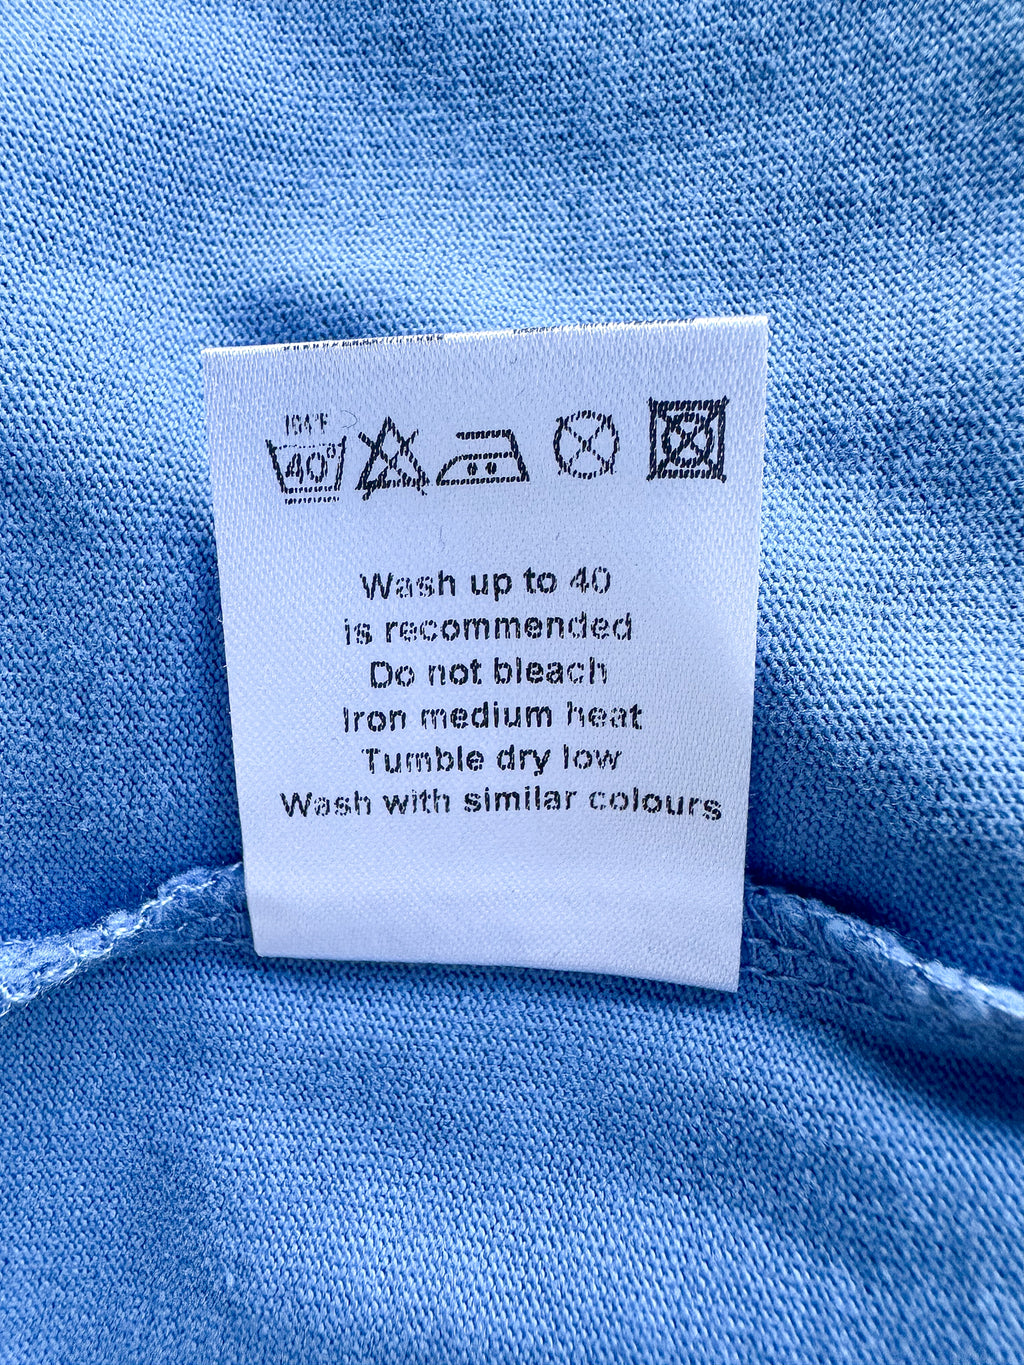 104°F
40°
Wash up to 40
is recommended
Do not bleach
Iron medium heat
Tumble dry low
Wash with similar colours